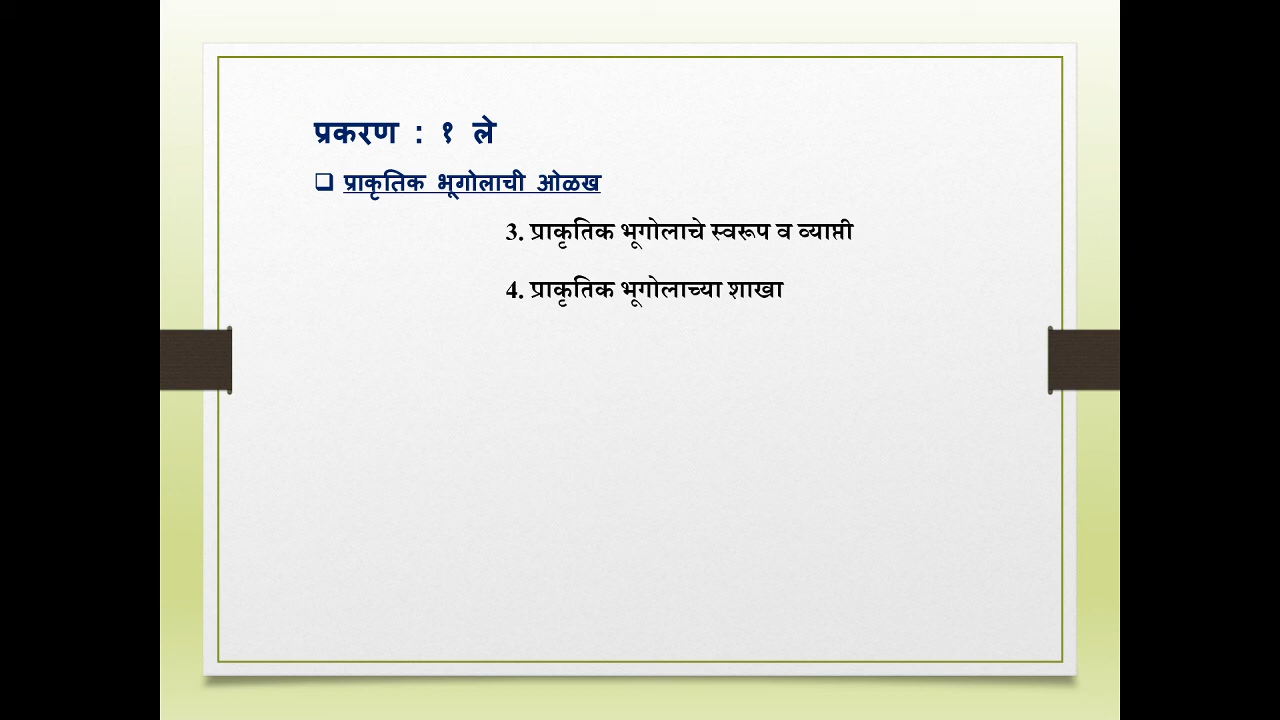 प्रकरण : १ ले
❑ प्राकृतिक भूगोलाची ओळख
3. प्राकृतिक भूगोलाचे स्वरूप व व्याप्ती
4. प्राकृतिक भूगोलाच्या शाखा